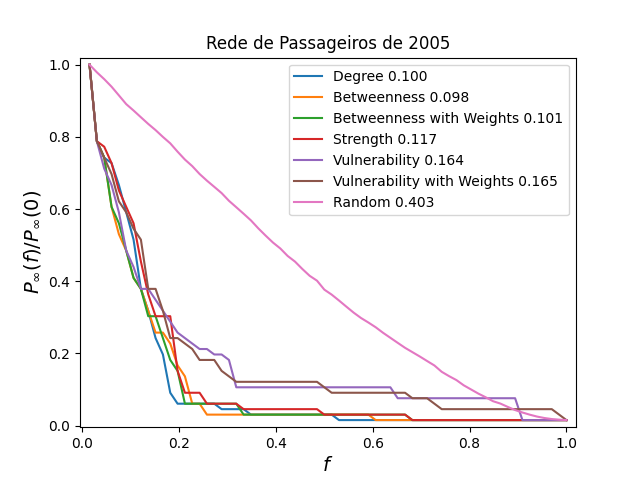 Rede de Passageiros de 2005
Degree 0.100
Betweenness 0.098
Betweenness with Weights 0.101
Strength 0.117
Vulnerability 0.164
Vulnerability with Weights 0.165
Random 0.403
P∞(f)/P∞(0)
1.0
0.8
0.6
0.4
0.2
0.0
0.0 0.2 0.4 0.6 0.8 1.0
f